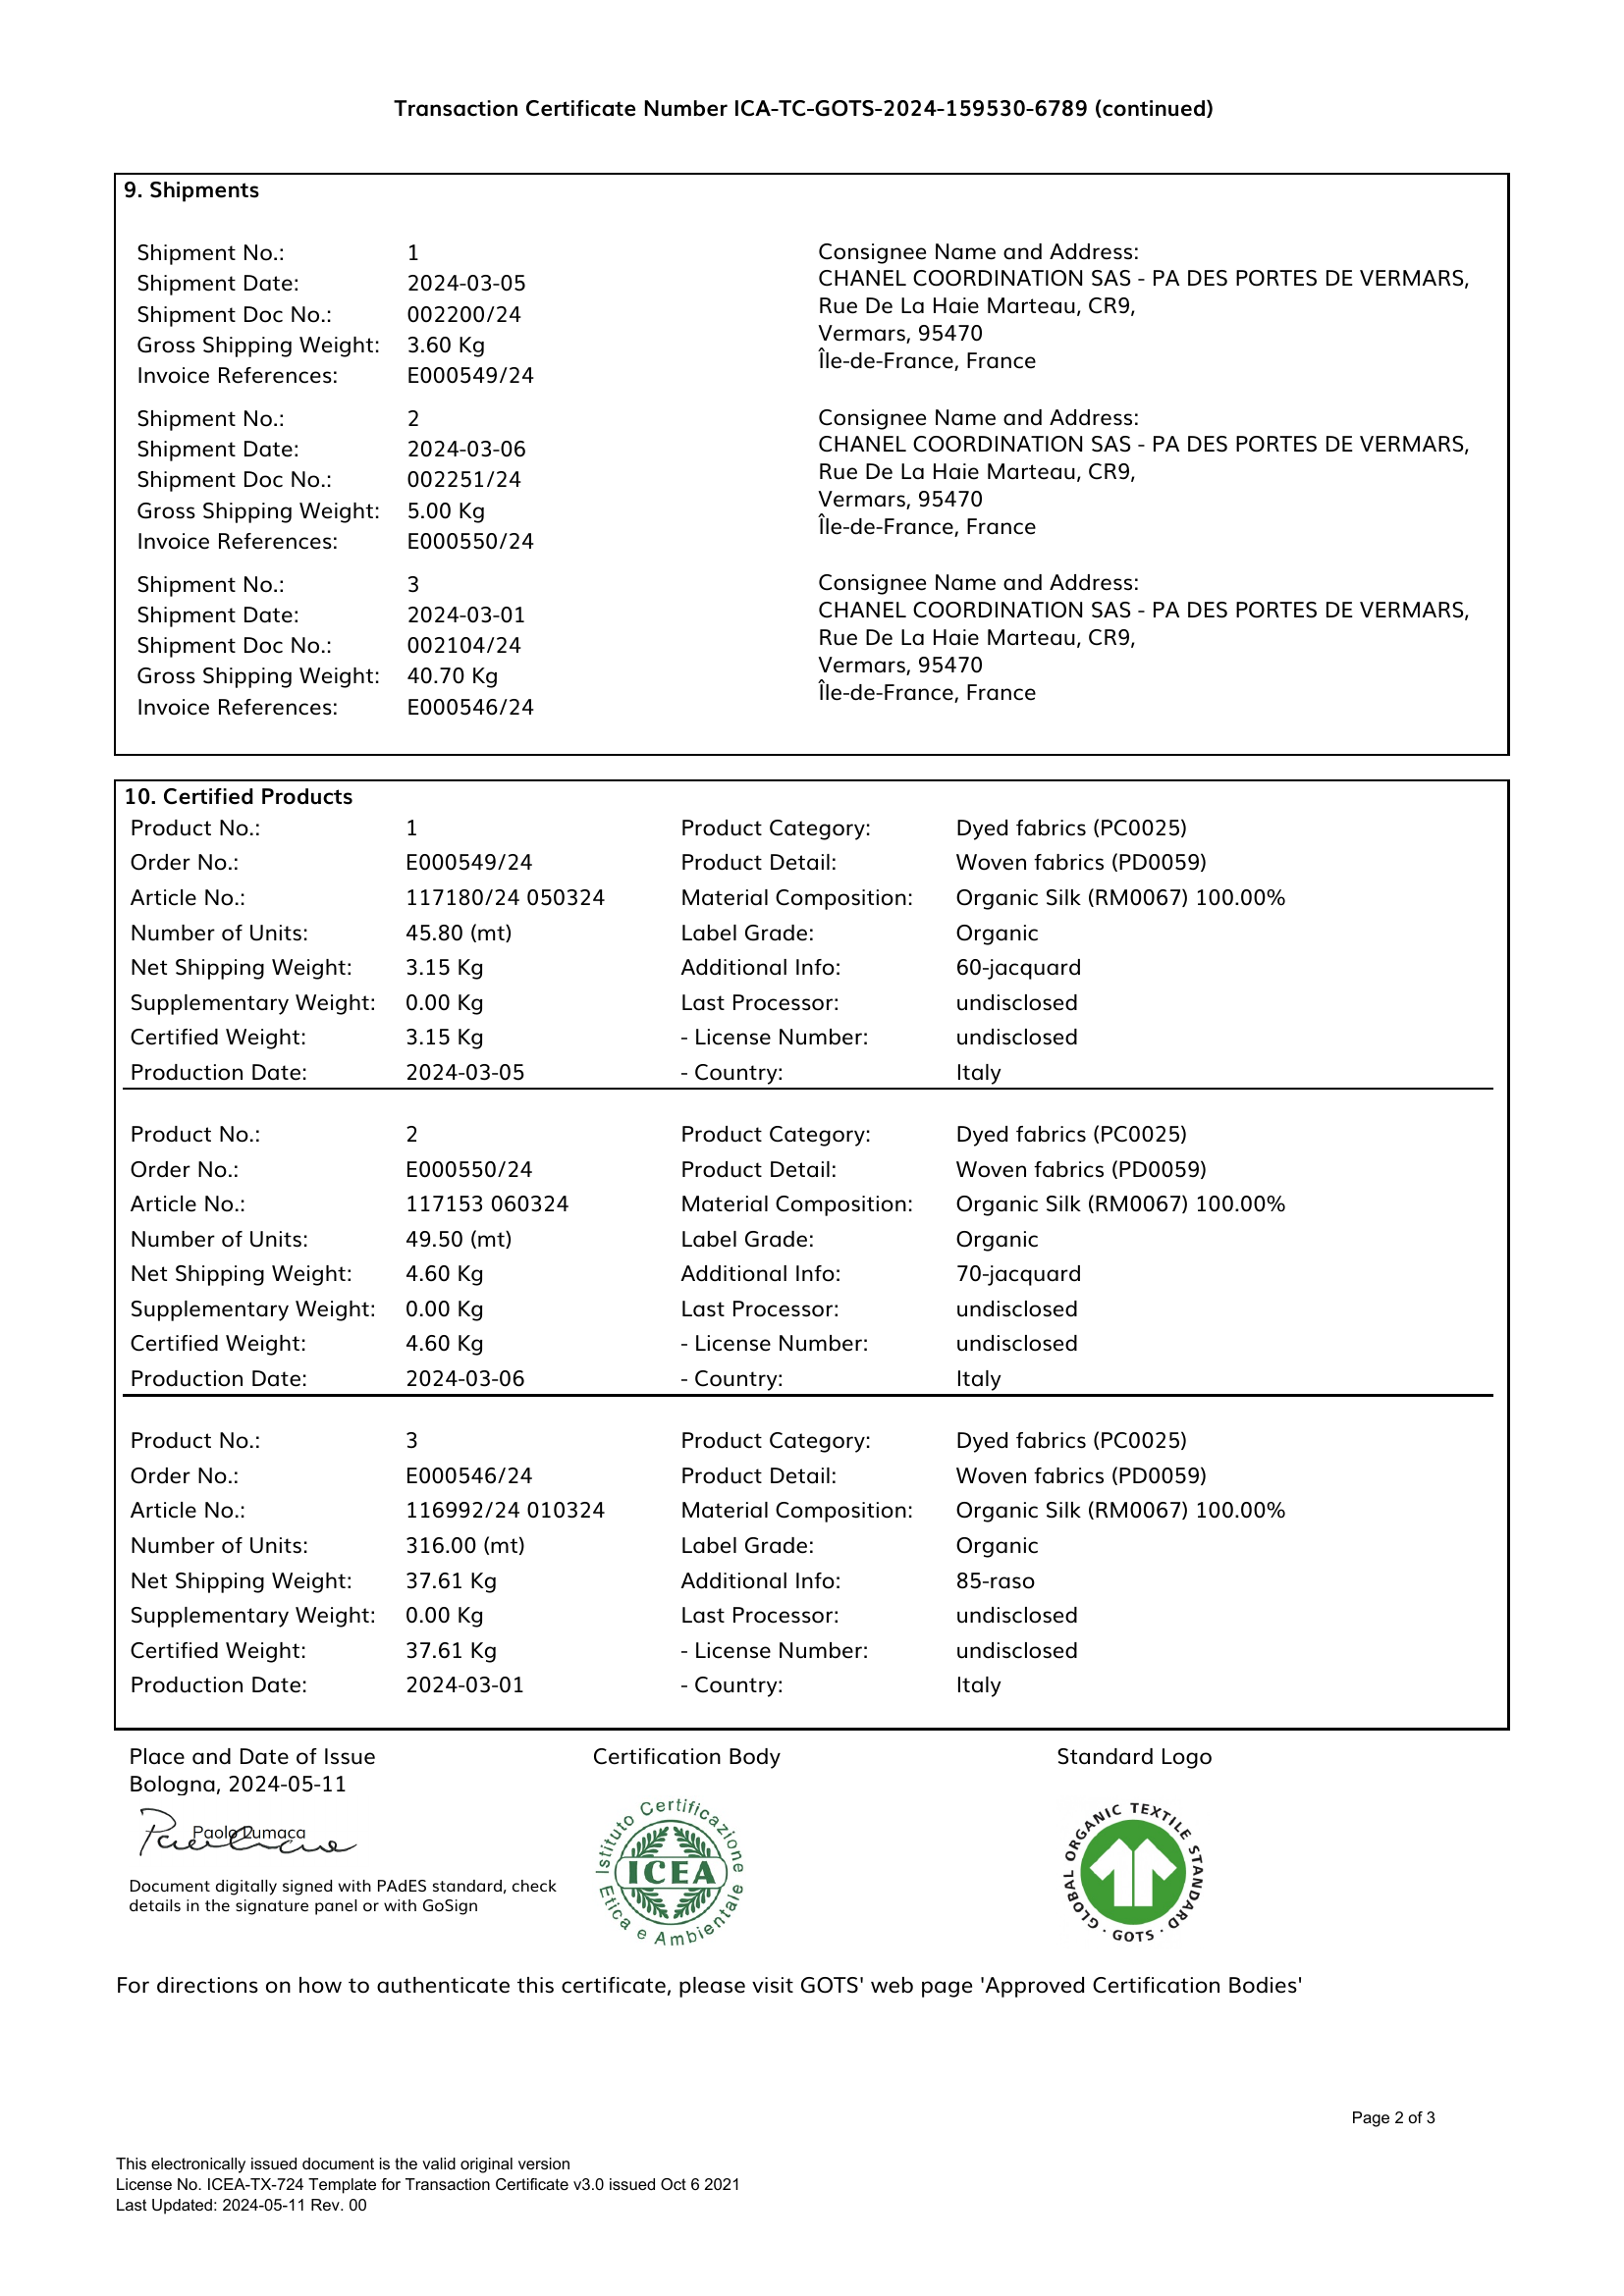 Transaction Certificate Number ICA-TC-GOTS-2024-159530-6789 (continued)
9. Shipments
Shipment No.: 1
Shipment Date: 2024-03-05
Shipment Doc No.: 002200/24
Gross Shipping Weight: 3.60 Kg
Invoice References: E000549/24
Consignee Name and Address:
CHANEL COORDINATION SAS - PA DES PORTES DE VERMARS,
Rue De La Haie Marteau, CR9,
Vermars, 95470
Île-de-France, France
Shipment No.: 2
Shipment Date: 2024-03-06
Shipment Doc No.: 002251/24
Gross Shipping Weight: 5.00 Kg
Invoice References: E000550/24
Consignee Name and Address:
CHANEL COORDINATION SAS - PA DES PORTES DE VERMARS,
Rue De La Haie Marteau, CR9,
Vermars, 95470
Île-de-France, France
Shipment No.: 3
Shipment Date: 2024-03-01
Shipment Doc No.: 002104/24
Gross Shipping Weight: 40.70 Kg
Invoice References: E000546/24
Consignee Name and Address:
CHANEL COORDINATION SAS - PA DES PORTES DE VERMARS,
Rue De La Haie Marteau, CR9,
Vermars, 95470
Île-de-France, France
10. Certified Products
Product No.: 1 Product Category: Dyed fabrics (PC0025)
Order No.: E000549/24 Product Detail: Woven fabrics (PD0059)
Article No.: 117180/24 050324 Material Composition: Organic Silk (RM0067) 100.00%
Number of Units: 45.80 (mt) Label Grade: Organic
Net Shipping Weight: 3.15 Kg Additional Info: 60-jacquard
Supplementary Weight: 0.00 Kg Last Processor: undisclosed
Certified Weight: 3.15 Kg - License Number: undisclosed
Production Date: 2024-03-05 - Country: Italy
Product No.: 2 Product Category: Dyed fabrics (PC0025)
Order No.: E000550/24 Product Detail: Woven fabrics (PD0059)
Article No.: 117153 060324 Material Composition: Organic Silk (RM0067) 100.00%
Number of Units: 49.50 (mt) Label Grade: Organic
Net Shipping Weight: 4.60 Kg Additional Info: 70-jacquard
Supplementary Weight: 0.00 Kg Last Processor: undisclosed
Certified Weight: 4.60 Kg - License Number: undisclosed
Production Date: 2024-03-06 - Country: Italy
Product No.: 3 Product Category: Dyed fabrics (PC0025)
Order No.: E000546/24 Product Detail: Woven fabrics (PD0059)
Article No.: 116992/24 010324 Material Composition: Organic Silk (RM0067) 100.00%
Number of Units: 316.00 (mt) Label Grade: Organic
Net Shipping Weight: 37.61 Kg Additional Info: 85-raso
Supplementary Weight: 0.00 Kg Last Processor: undisclosed
Certified Weight: 37.61 Kg - License Number: undisclosed
Production Date: 2024-03-01 - Country: Italy
Place and Date of Issue
Bologna, 2024-05-11
Paolo Zumaca
Document digitally signed with PAdES standard, check
details in the signature panel or with GoSign
Certification Body
Istituto Certificazione
ICEA
Etica e Ambientale
Standard Logo
GLOBAL ORGANIC TEXTILE STANDARD · GOTS ·
For directions on how to authenticate this certificate, please visit GOTS' web page 'Approved Certification Bodies'
Page 2 of 3
This electronically issued document is the valid original version
License No. ICEA-TX-724 Template for Transaction Certificate v3.0 issued Oct 6 2021
Last Updated: 2024-05-11 Rev. 00